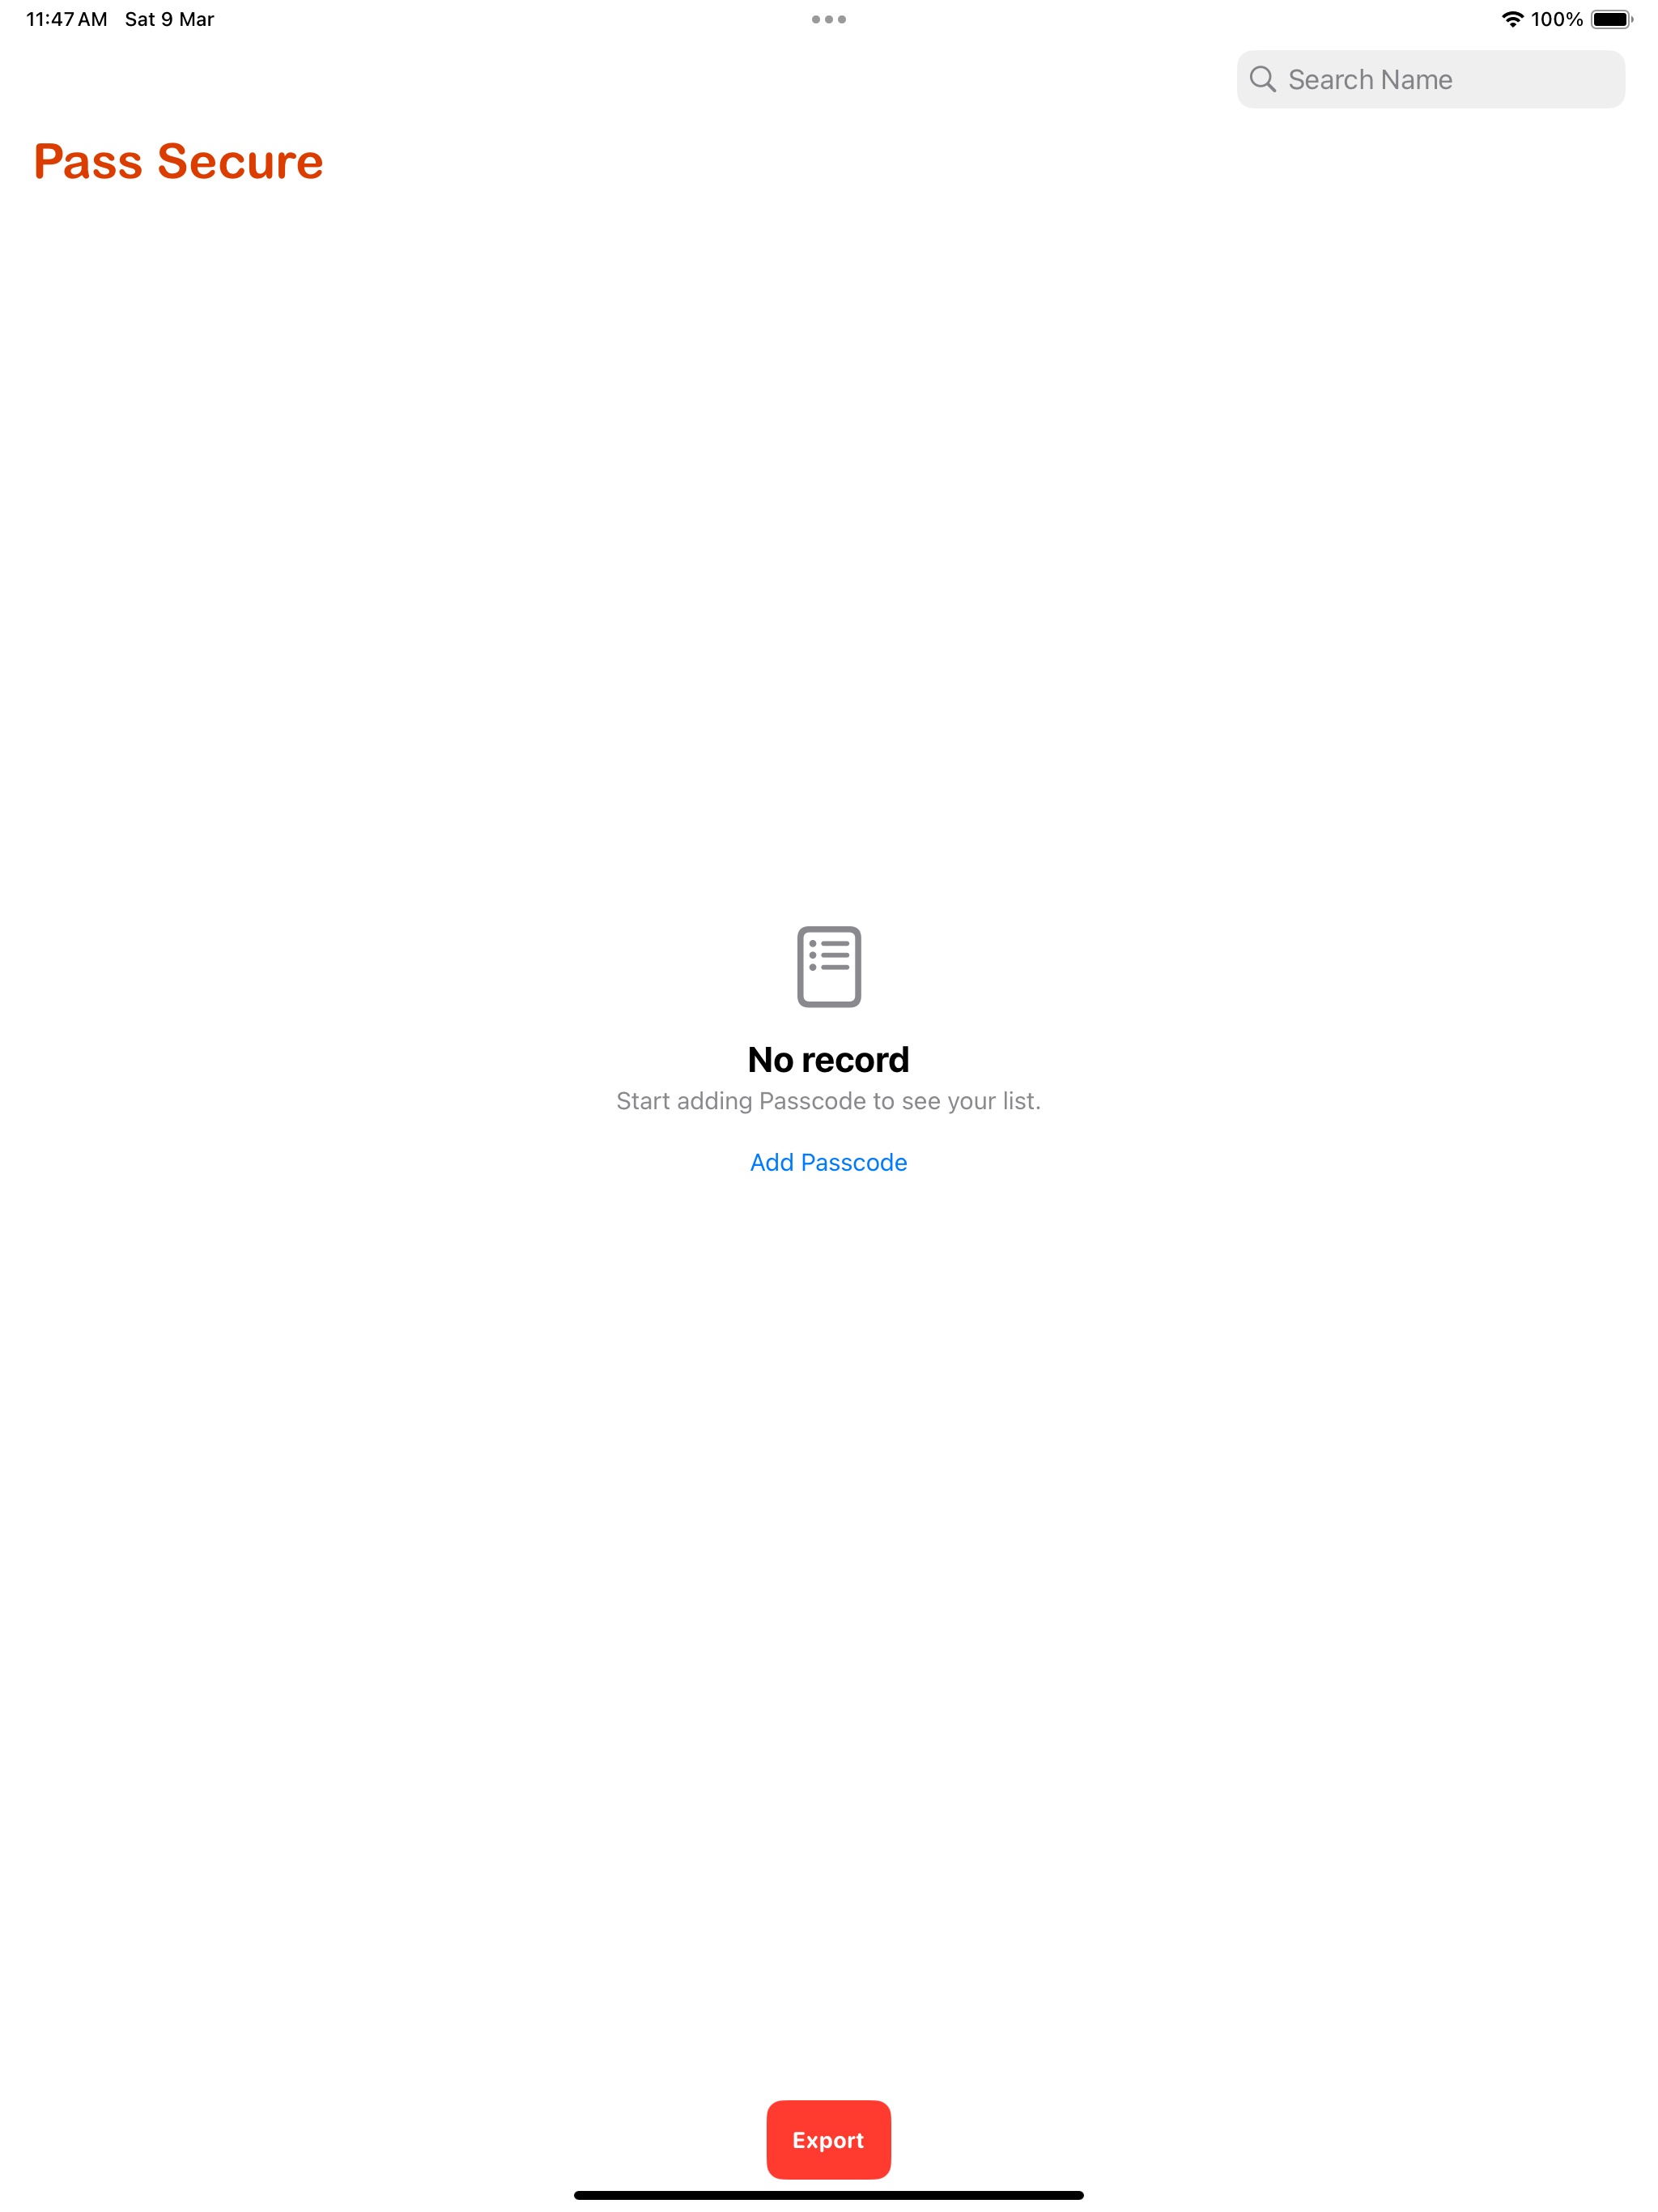 11:47 AM Sat 9 Mar
100%
Search Name
Pass Secure
No record
Start adding Passcode to see your list.
Add Passcode
Export